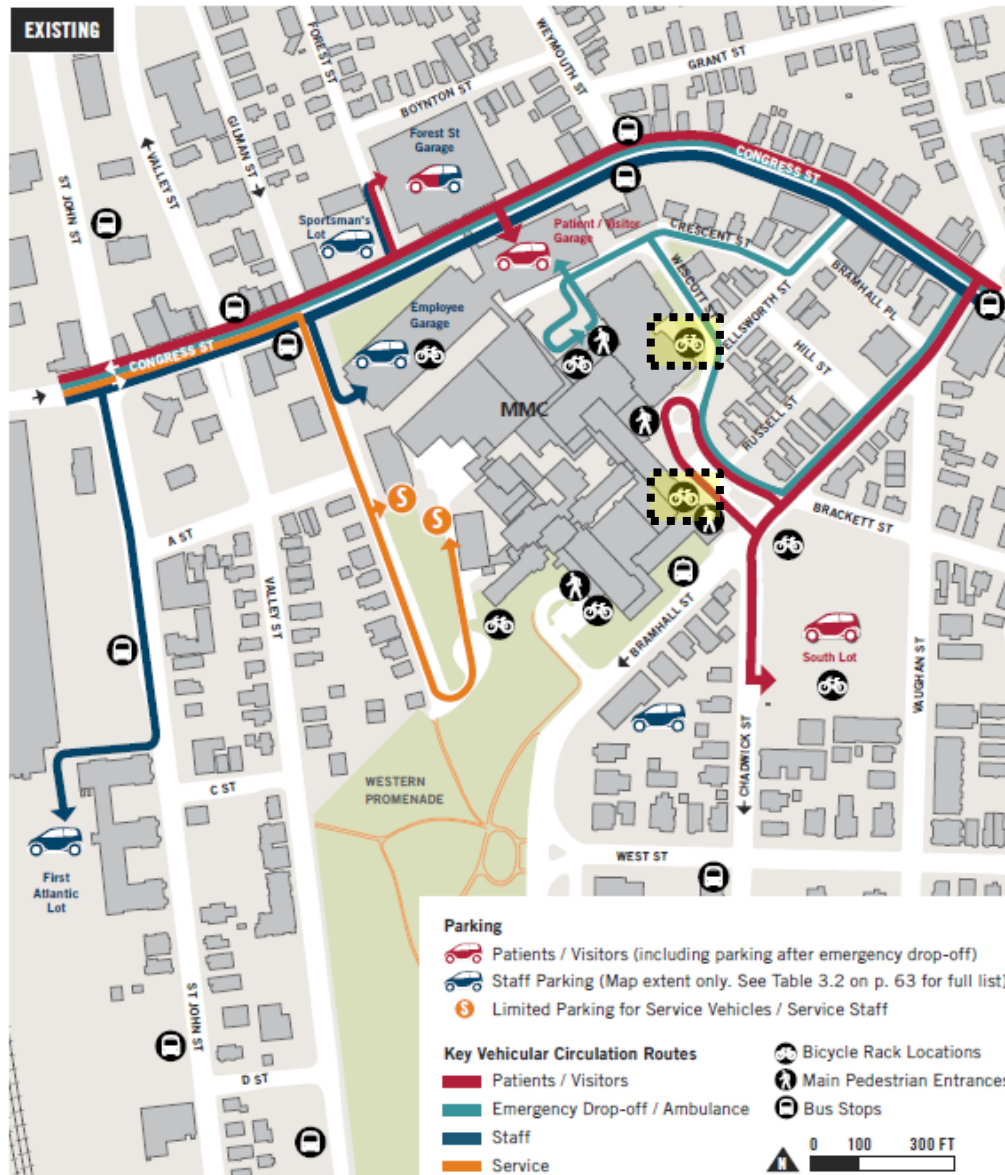 EXISTING
FOREST ST
WEYMOUTH ST
GRANT ST
BOYNTON ST
GILMAN ST
VALLEY ST
ST JOHN ST
Forest St
Garage
CONGRESS ST
Sportsman's
Lot
Patient / Visitor
Garage
CRESCENT ST
WESCOTT ST
BRAMHALL PL
ELLSWORTH ST
Employee
Garage
HILL ST
CONGRESS ST
MMC
RUSSELL ST
S
S
BRACKETT ST
A ST
VALLEY ST
BRAMHALL ST
South Lot
VAUGHAN ST
CHADWICK ST
WESTERN
PROMENADE
C ST
WEST ST
First
Atlantic
Lot
ST JOHN ST
D ST
Parking
Patients / Visitors (including parking after emergency drop-off)
Staff Parking (Map extent only. See Table 3.2 on p. 63 for full list)
S Limited Parking for Service Vehicles / Service Staff
Key Vehicular Circulation Routes
Patients / Visitors
Emergency Drop-off / Ambulance
Staff
Service
Bicycle Rack Locations
Main Pedestrian Entrances
Bus Stops
N
0 100 300 FT